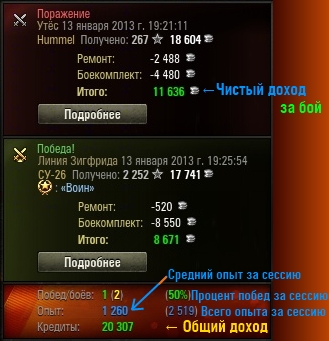 Поражение
Утёс 13 января 2013 г. 19:21:11
Hummel Получено: 267 18 604
Ремонт: -2 488
Боекомплект: -4 480
Итого: 11 636 ←Чистый доход
за бой
Подробнее
Победа!
Линия Зигфрида 13 января 2013 г. 19:25:54
СУ-26 Получено: 2 252 17 741
: «Воин»
Ремонт: -520
Боекомплект: -8 550
Итого: 8 671
Подробнее
Средний опыт за сессию
Побед/боёв: 1 (2) (50%) Процент побед за сессию
Опыт: 1 260 (2 519) Всего опыта за сессию
Кредиты: 20 307 ← Общий доход